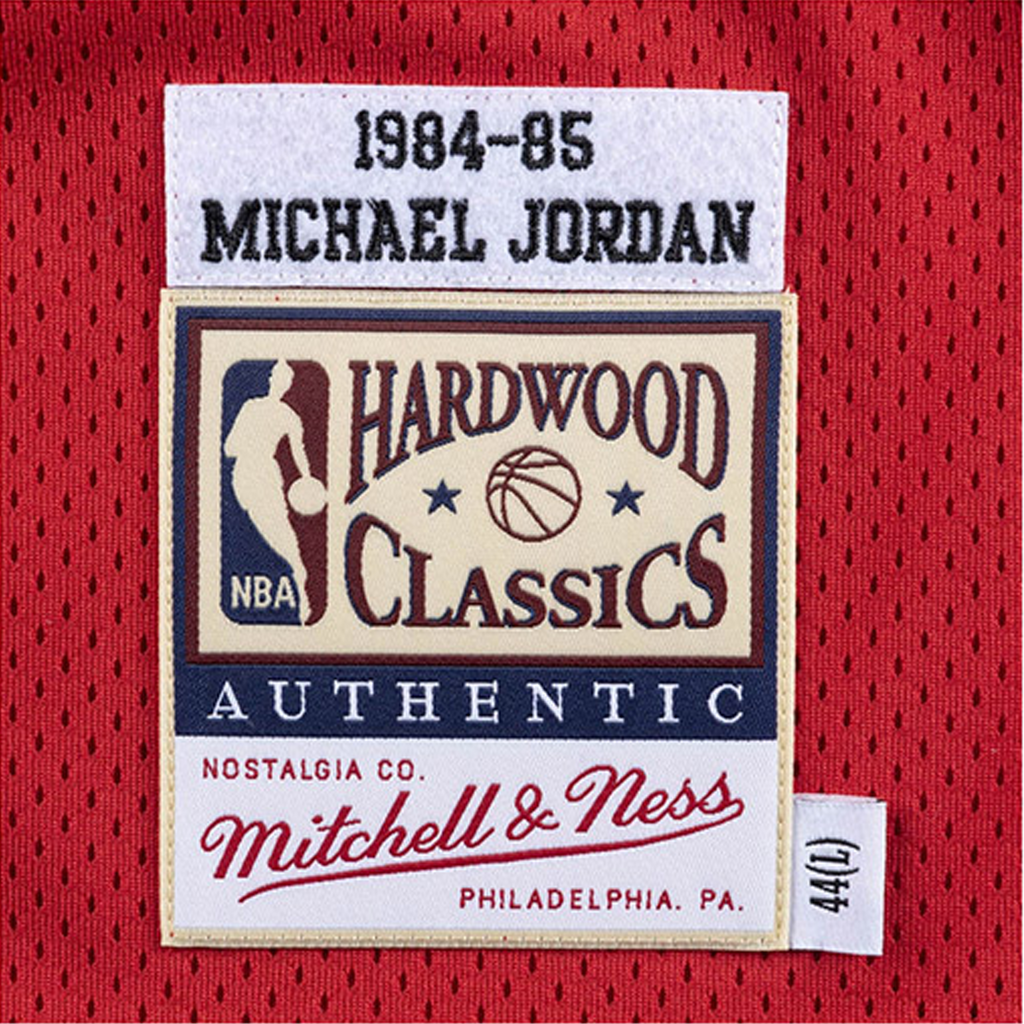 1984-85
MICHAEL JORDAN
HARDWOOD
CLASSICS
NBA
AUTHENTIC
NOSTALGIA CO.
Mitchell & Ness
PHILADELPHIA. PA.
44(L)